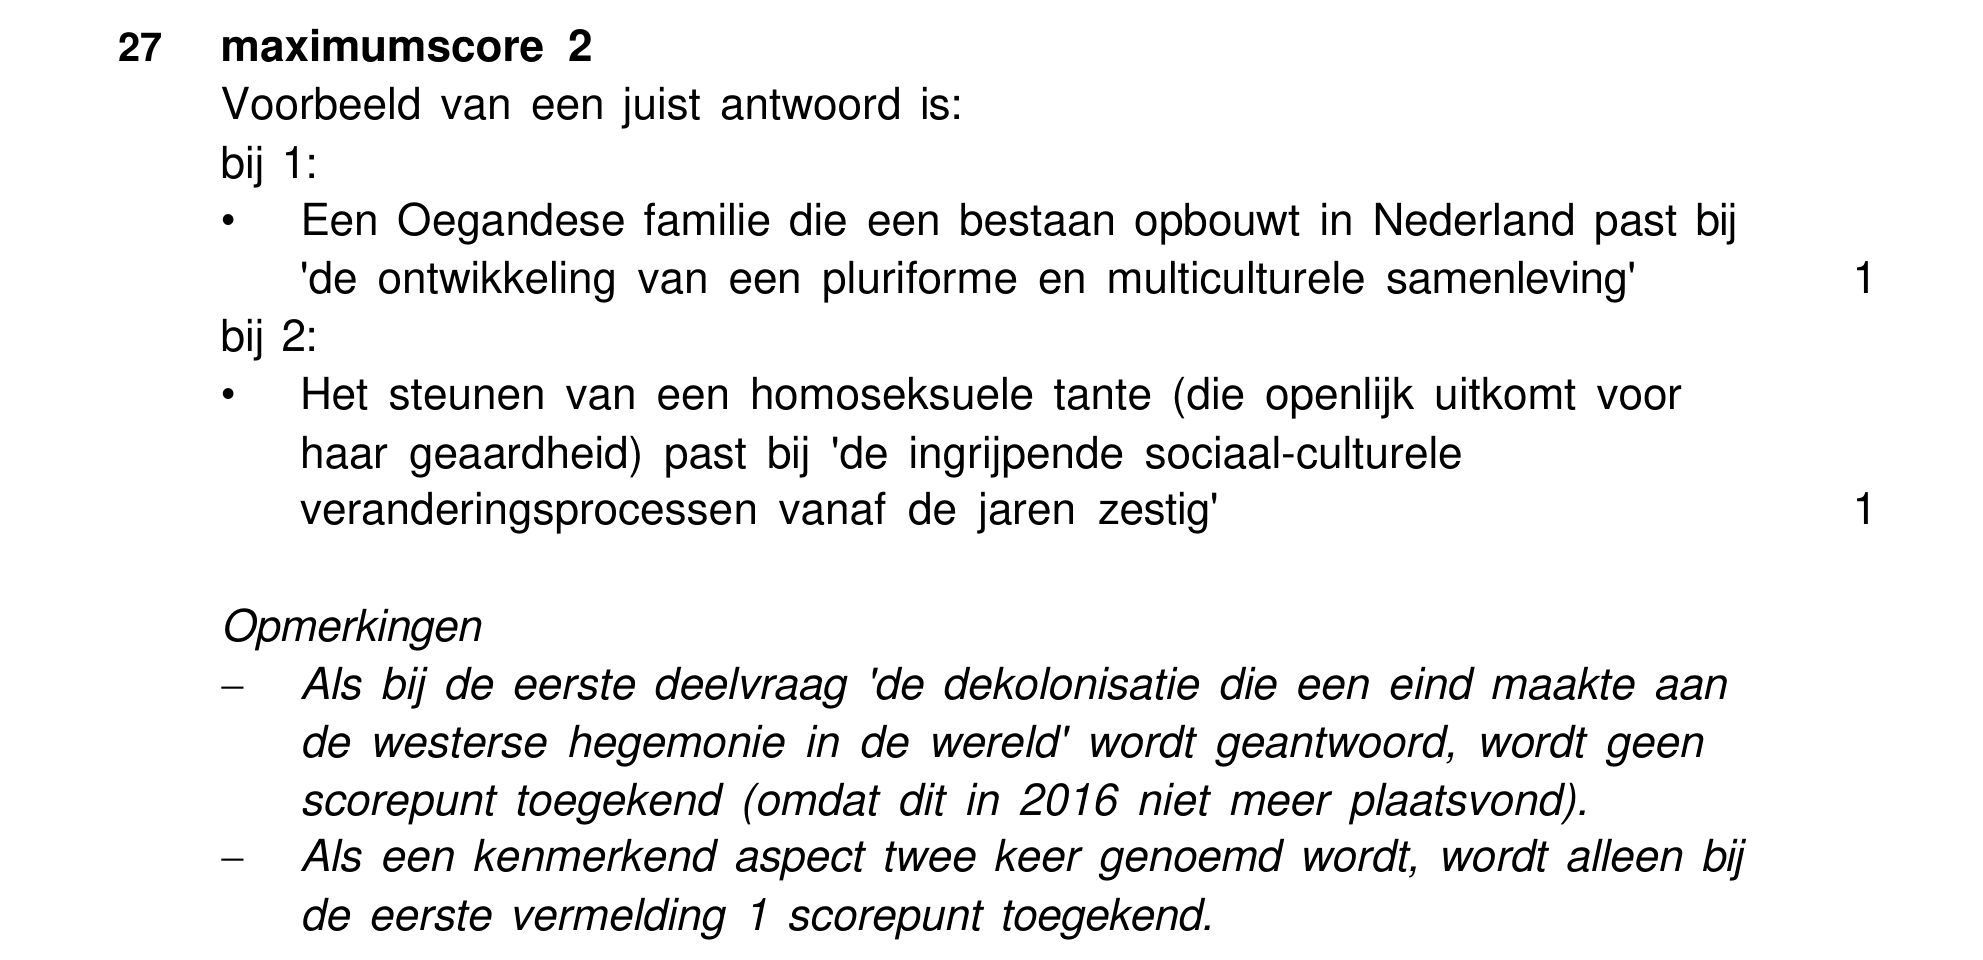 27 maximumscore 2
Voorbeeld van een juist antwoord is:
bij 1:
• Een Oegandese familie die een bestaan opbouwt in Nederland past bij
'de ontwikkeling van een pluriforme en multiculturele samenleving' 1
bij 2:
• Het steunen van een homoseksuele tante (die openlijk uitkomt voor
haar geaardheid) past bij 'de ingrijpende sociaal-culturele
veranderingsprocessen vanaf de jaren zestig' 1
Opmerkingen
– Als bij de eerste deelvraag 'de dekolonisatie die een eind maakte aan
de westerse hegemonie in de wereld' wordt geantwoord, wordt geen
scorepunt toegekend (omdat dit in 2016 niet meer plaatsvond).
– Als een kenmerkend aspect twee keer genoemd wordt, wordt alleen bij
de eerste vermelding 1 scorepunt toegekend.